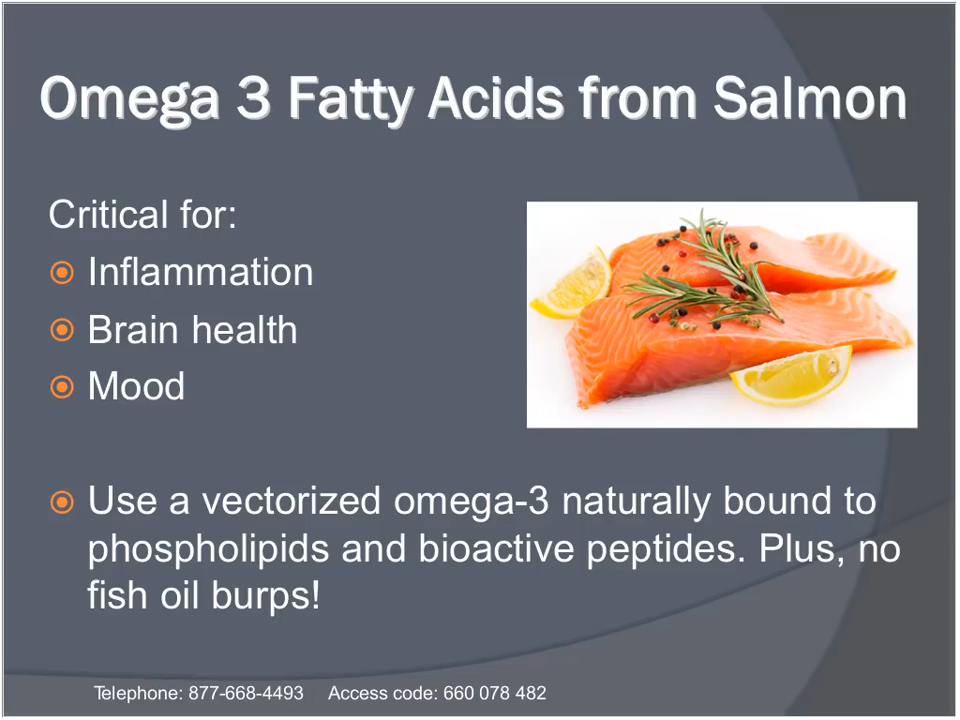 Omega 3 Fatty Acids from Salmon
Critical for:
Inflammation
Brain health
Mood
Use a vectorized omega-3 naturally bound to
phospholipids and bioactive peptides. Plus, no
fish oil burps!
Telephone: 877-668-4493 Access code: 660 078 482